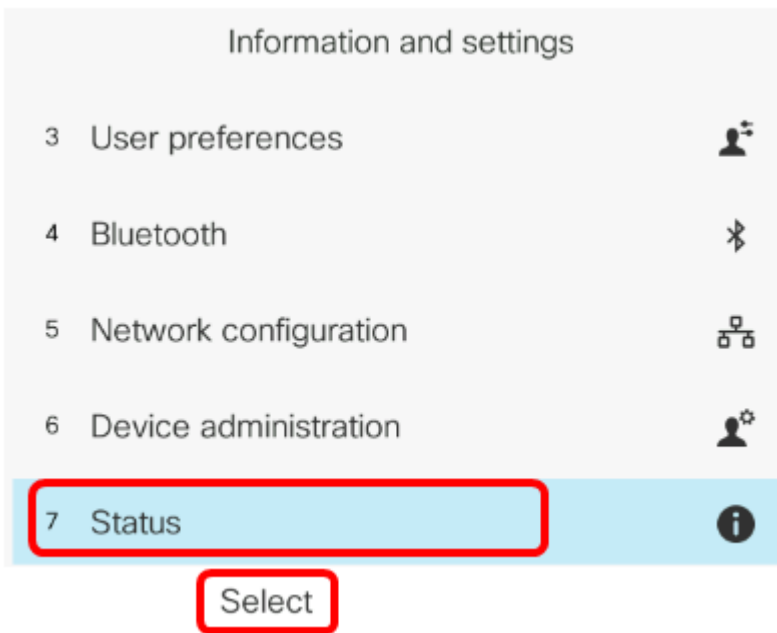 Information and settings
3 User preferences
4 Bluetooth
5 Network configuration
6 Device administration
7 Status
Select